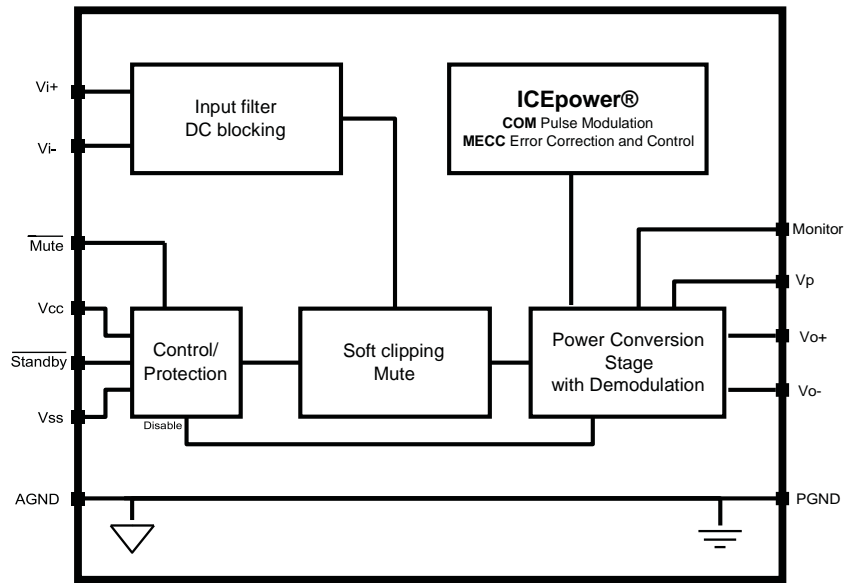 Vi+
Vi-
Input filter
DC blocking
ICEpower®
COM Pulse Modulation
MECC Error Correction and Control
Mute
Vcc
Standby
Vss
Control/
Protection
Disable
Soft clipping
Mute
Power Conversion
Stage
with Demodulation
Monitor
Vp
Vo+
Vo-
AGND
PGND